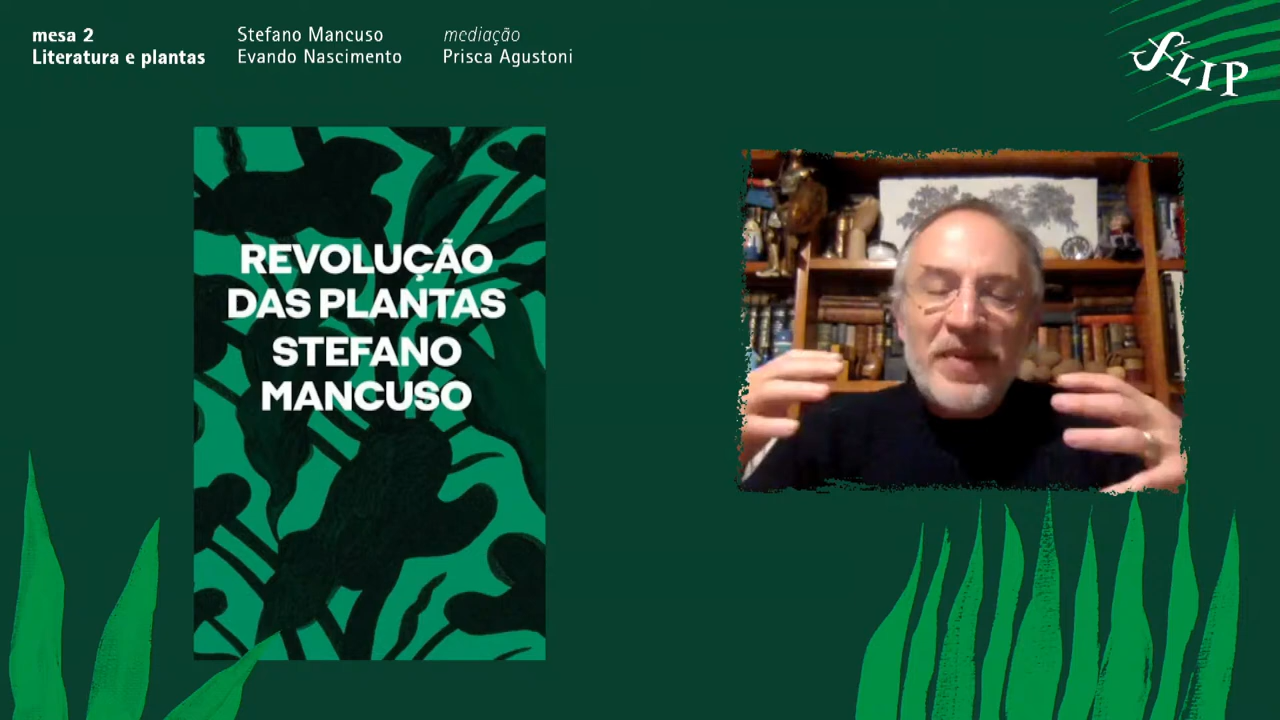 mesa 2
Literatura e plantas
Stefano Mancuso
Evando Nascimento
mediação
Prisca Agustoni
FLIP
REVOLUÇÃO
DAS PLANTAS
STEFANO
MANCUSO